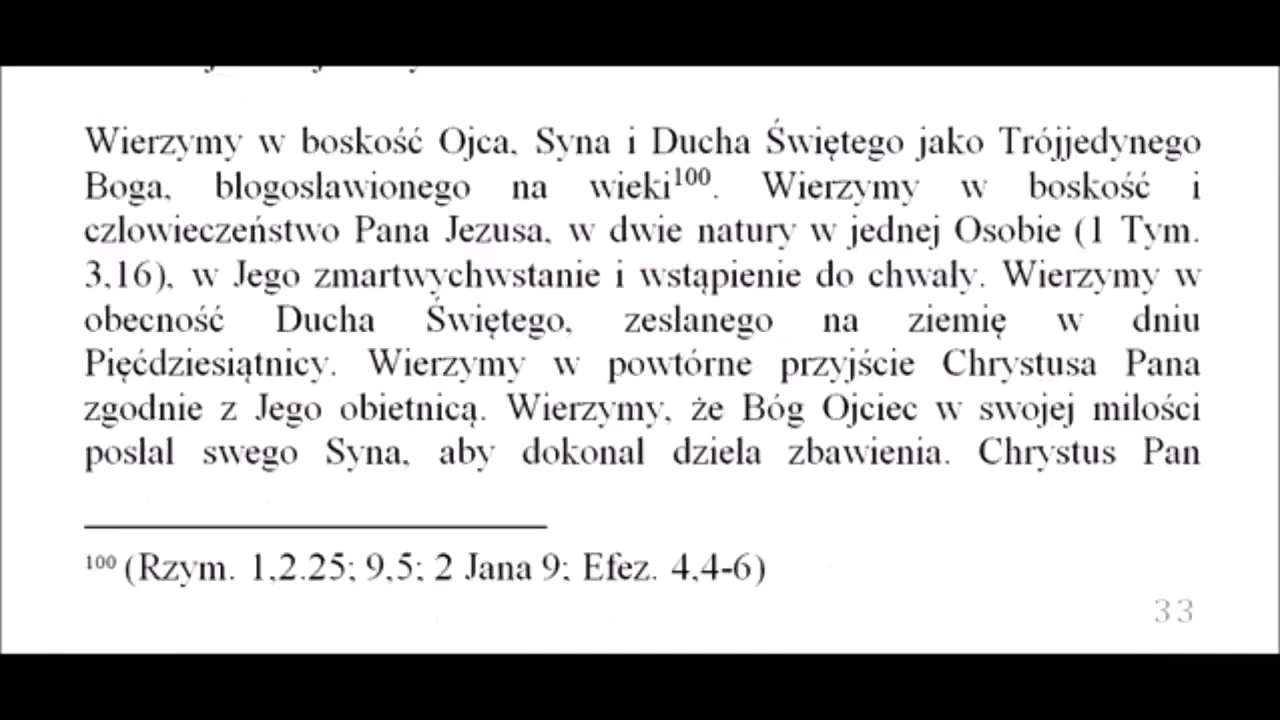 Wierzymy w boskość Ojca, Syna i Ducha Świętego jako Trójjedynego
Boga, błogosławionego na wieki¹⁰⁰. Wierzymy w boskość i
człowieczeństwo Pana Jezusa, w dwie natury w jednej Osobie (1 Tym.
3,16), w Jego zmartwychwstanie i wstąpienie do chwały. Wierzymy w
obecność Ducha Świętego, zesłanego na ziemię w dniu
Pięćdziesiątnicy. Wierzymy w powtórne przyjście Chrystusa Pana
zgodnie z Jego obietnicą. Wierzymy, że Bóg Ojciec w swojej miłości
posłał swego Syna, aby dokonał dzieła zbawienia. Chrystus Pan
¹⁰⁰ (Rzym. 1,2.25; 9,5; 2 Jana 9; Efez. 4,4-6)
33